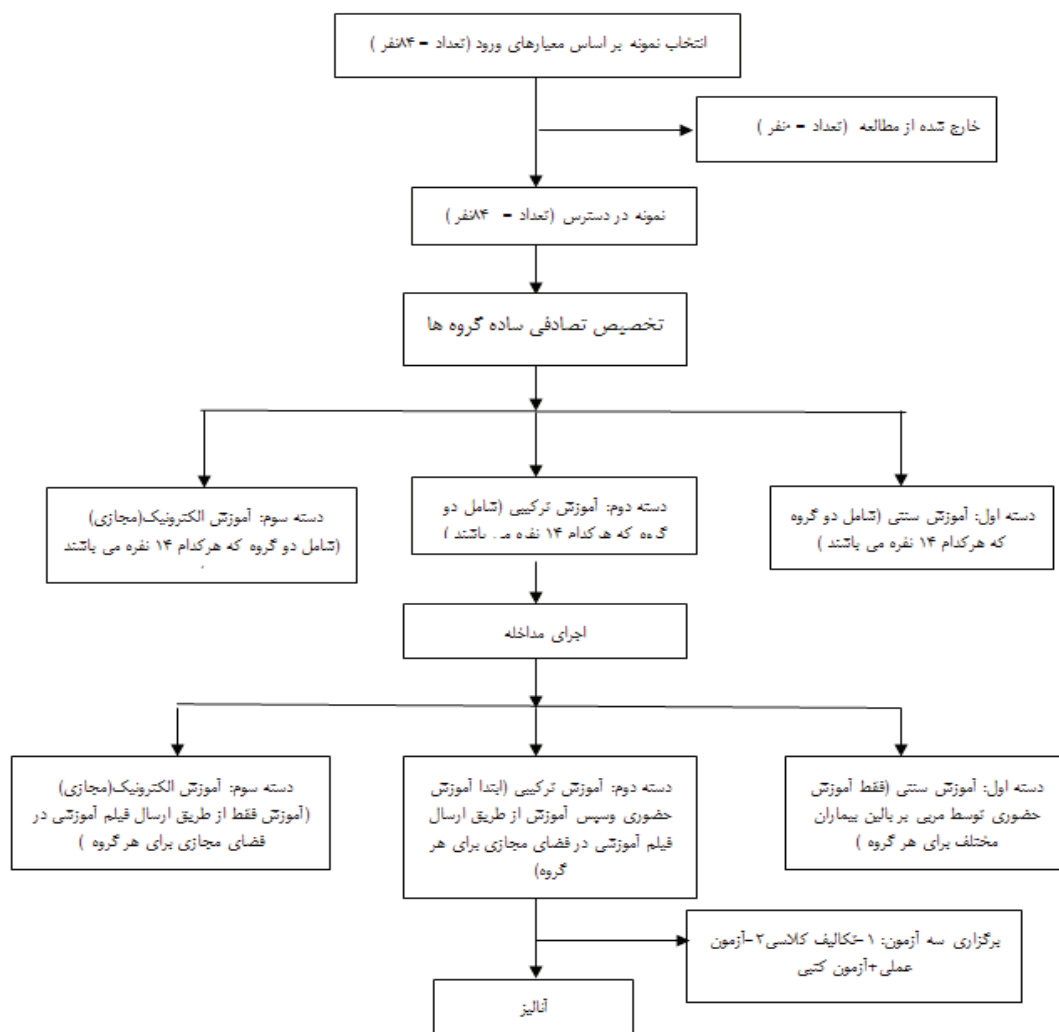 انتخاب نمونه بر اساس معیارهای ورود (تعداد = ۸۴نفر )
خارج شده از مطالعه (تعداد = ۰نفر )
نمونه در دسترس (تعداد = ۸۴نفر )
تخصیص تصادفی ساده گروه ها
دسته اول: آموزش سنتی (شامل دو گروه
که هرکدام ۱۴ نفره می باشند )
دسته دوم: آموزش ترکیبی (شامل دو
گروه که هرکدام ۱۴ نفره می باشند )
دسته سوم: آموزش الکترونیک(مجازی)
(شامل دو گروه که هرکدام ۱۴ نفره می باشند
اجرای مداخله
دسته اول: آموزش سنتی (فقط آموزش
حضوری توسط مربی بر بالین بیماران
مختلف برای هر گروه )
دسته دوم: آموزش ترکیبی (ابتدا آموزش
حضوری وسپس آموزش از طریق ارسال
فیلم آموزشی در فضای مجازی برای هر
گروه)
دسته سوم: آموزش الکترونیک(مجازی)
(آموزش فقط از طریق ارسال فیلم آموزشی در
فضای مجازی برای هر گروه )
برگزاری سه آزمون: ۱-تکالیف کلاسی۲-آزمون
عملی+آزمون کتبی
آنالیز